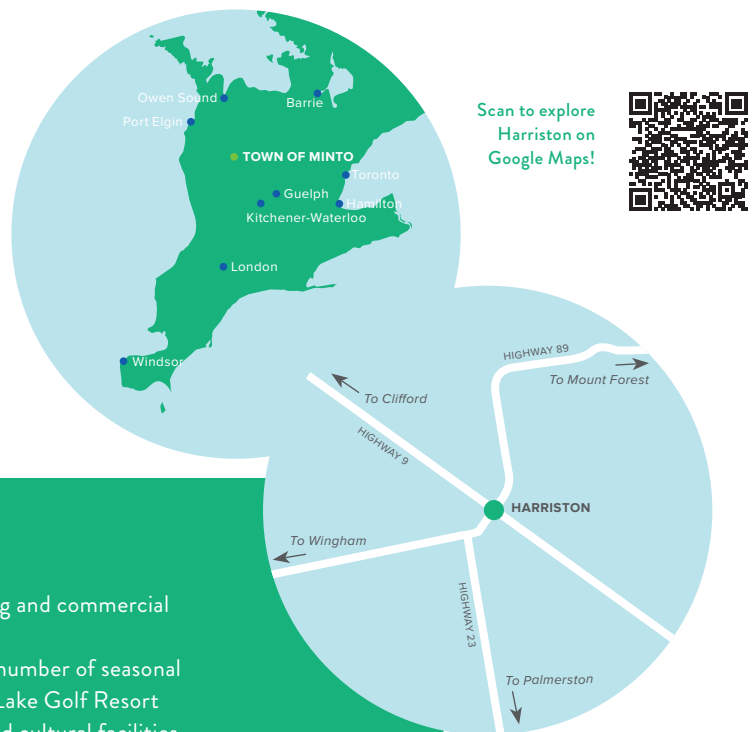 Owen Sound
Barrie
Port Elgin
TOWN OF MINTO
Toronto
Guelph
Hamilton
Kitchener-Waterloo
London
Windsor
Scan to explore
Harriston on
Google Maps!
HIGHWAY 89
To Mount Forest
To Clifford
HIGHWAY 9
HARRISTON
To Wingham
HIGHWAY 23
To Palmerston
and commercial
number of seasonal
Lake Golf Resort
cultural facilities